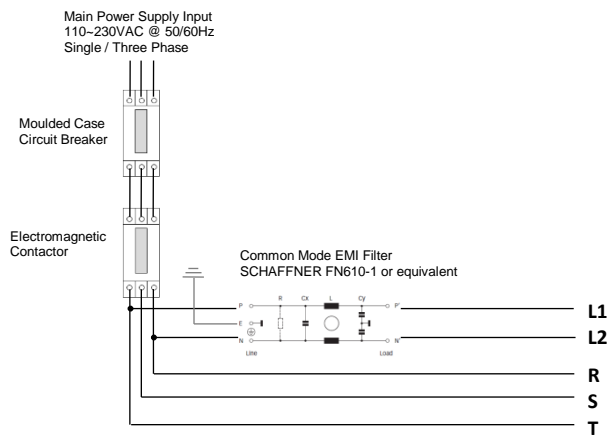 Main Power Supply Input
110~230VAC @ 50/60Hz
Single / Three Phase
Moulded Case
Circuit Breaker
Electromagnetic
Contactor
Common Mode EMI Filter
SCHAFFNER FN610-1 or equivalent
P R Cx L Cy P'
E
N N'
Line Load
L1
L2
R
S
T